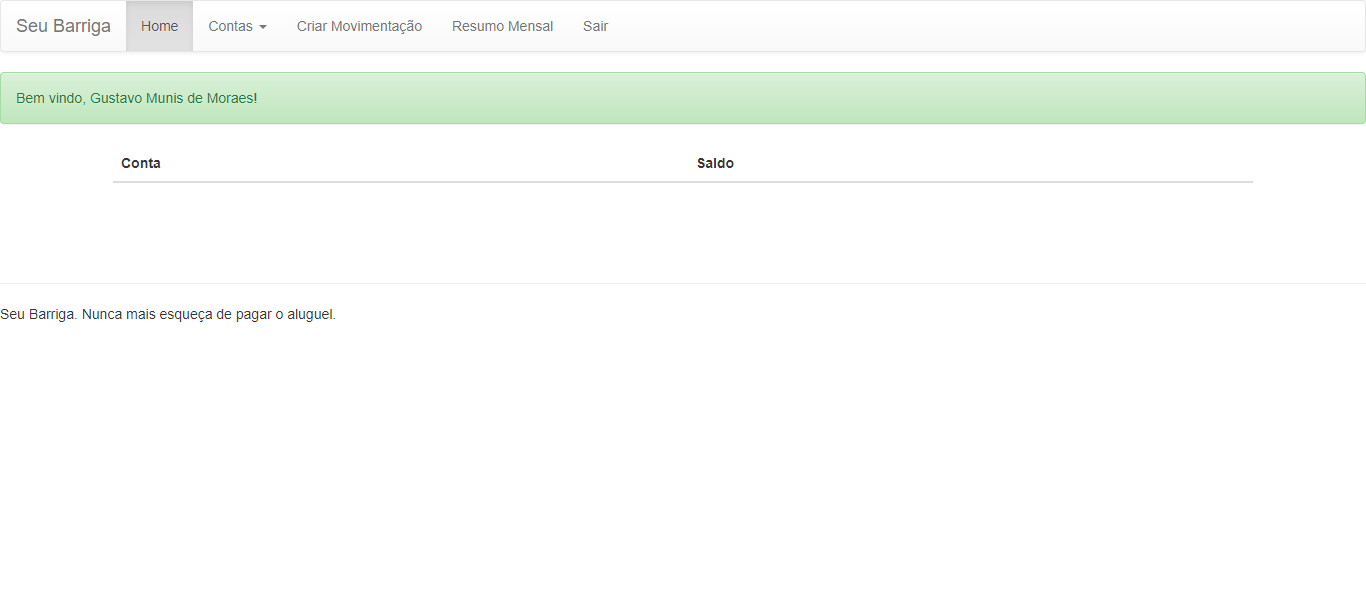 Seu Barriga Home Contas Criar Movimentação Resumo Mensal Sair
Bem vindo, Gustavo Munis de Moraes!
Conta Saldo
Seu Barriga. Nunca mais esqueça de pagar o aluguel.